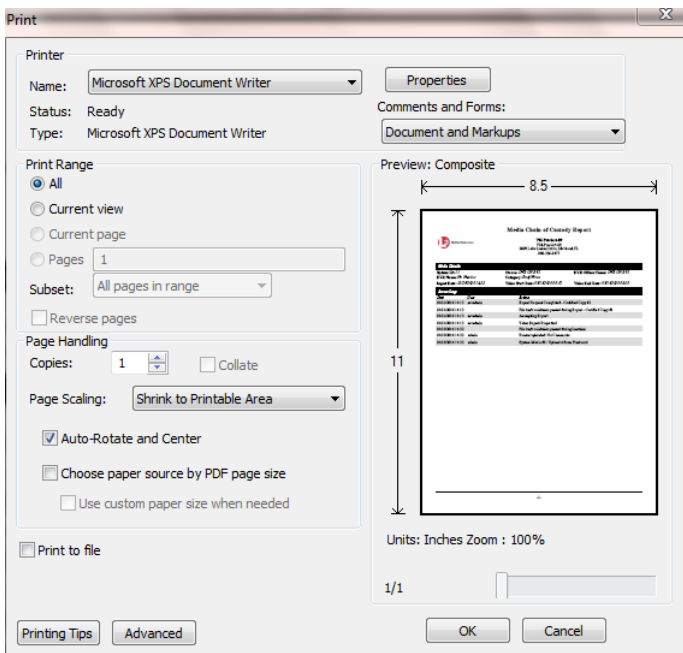 Print
x
Printer
Name: Microsoft XPS Document Writer Properties
Status: Ready Comments and Forms:
Type: Microsoft XPS Document Writer Document and Markups
Print Range
All
Current view
Current page
Pages 1
Subset: All pages in range
Reverse pages
Page Handling
Copies: 1 Collate
Page Scaling: Shrink to Printable Area
Auto-Rotate and Center
Choose paper source by PDF page size
Use custom paper size when needed
Print to file
Printing Tips Advanced
Preview: Composite
8.5
Media Chain of Custody Report
11
Units: Inches Zoom : 100%
1/1
OK Cancel